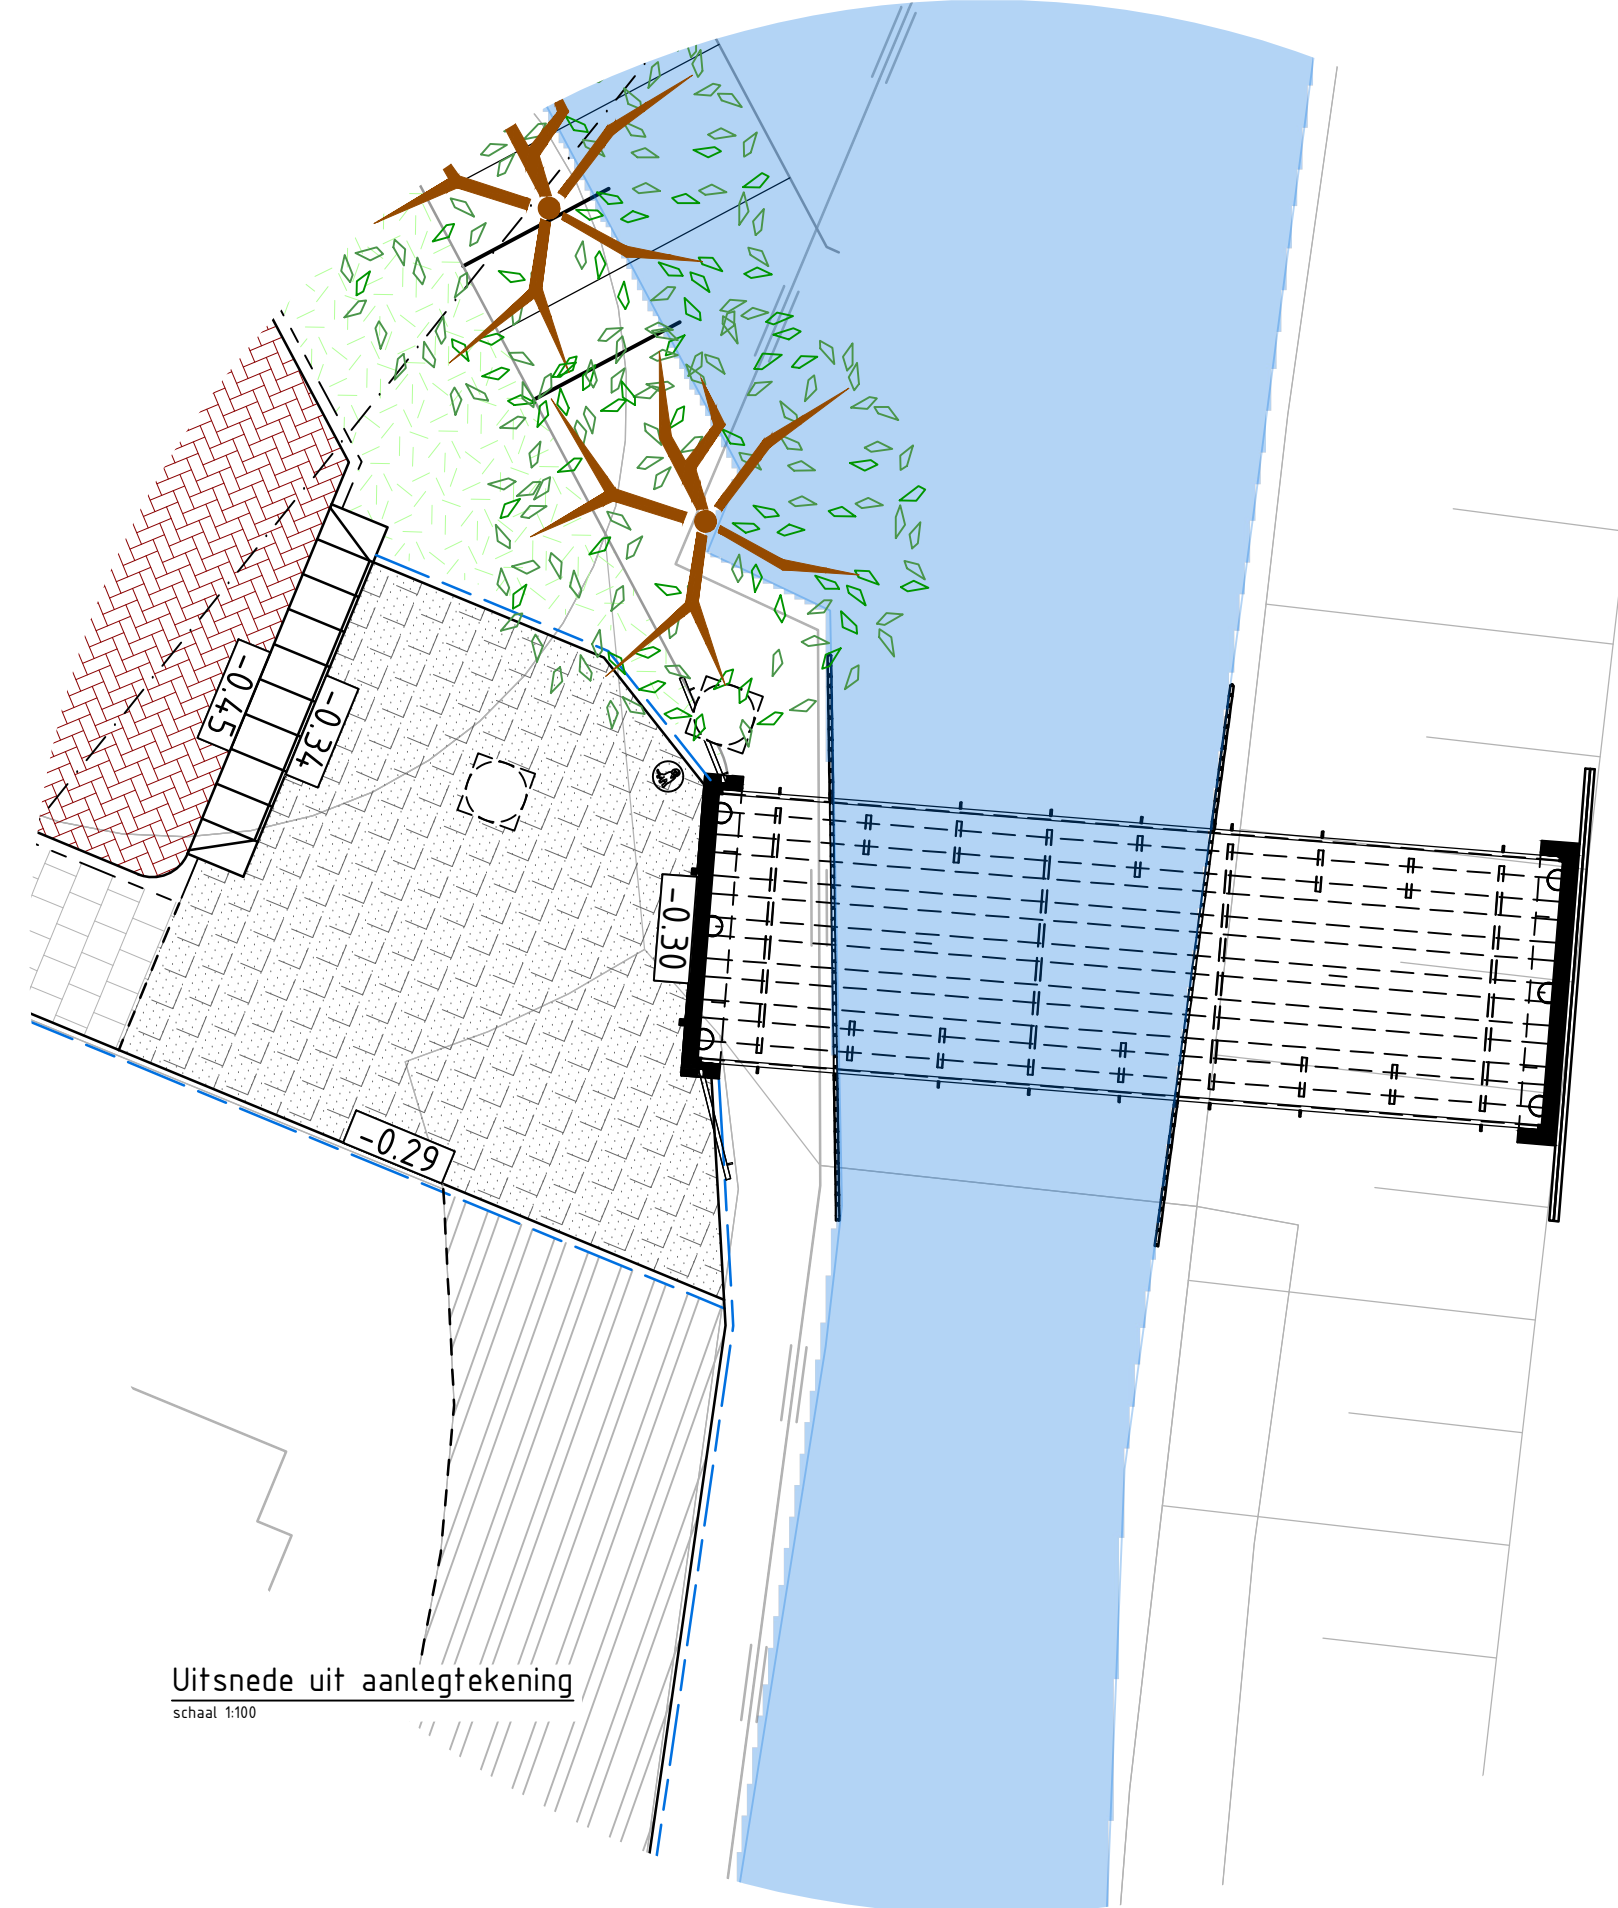 -0.45
-0.34
-0.30
-0.29
Uitsnede uit aanlegtekening
schaal 1:100